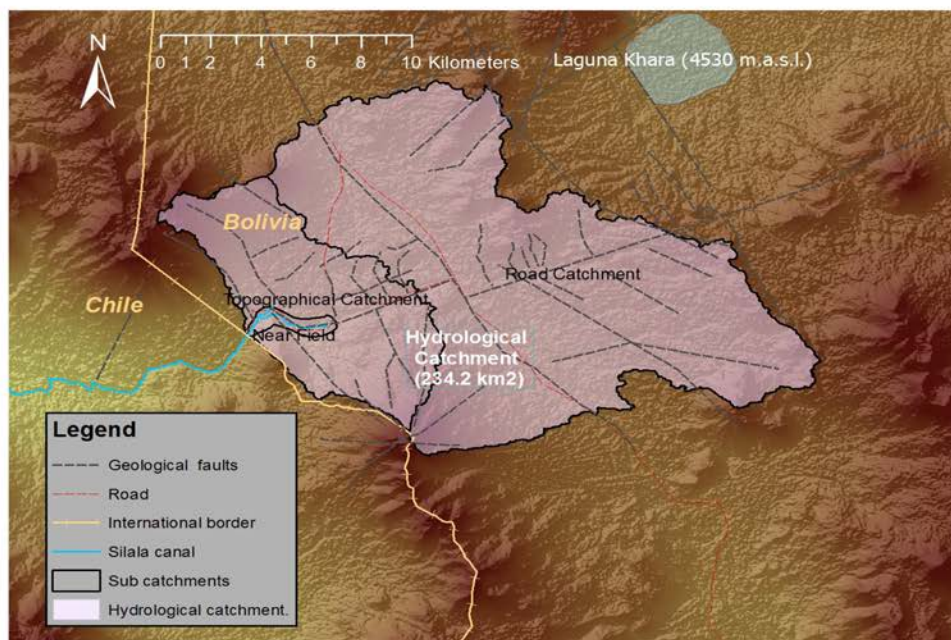 N
0 2 4 6 8 10 Kilometers
Laguna Khara (4530 m.a.s.l.)
Bolivia
Road Catchment
Chile
Topographical Catchment
Near Field
Hydrological
Catchment
(234.2 km2)
Legend
Geological faults
Road
International border
Silala canal
Sub catchments
Hydrological catchment.